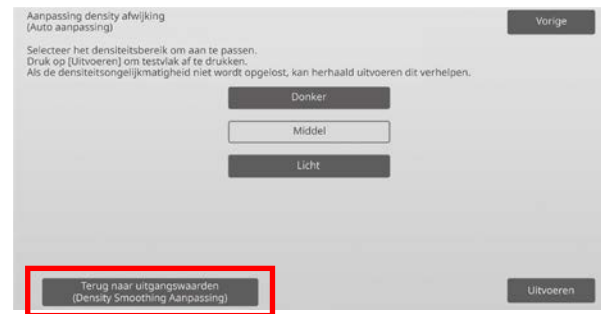 Aanpassing density afwijking
(Auto aanpassing)
Vorige
Selecteer het densiteitsbereik om aan te passen.
Druk op [Uitvoeren] om testvlak af te drukken.
Als de densiteitsongelijkmatigheid niet wordt opgelost, kan herhaald uitvoeren dit verhelpen.
Donker
Middel
Licht
Terug naar uitgangswaarden
(Density Smoothing Aanpassing)
Uitvoeren